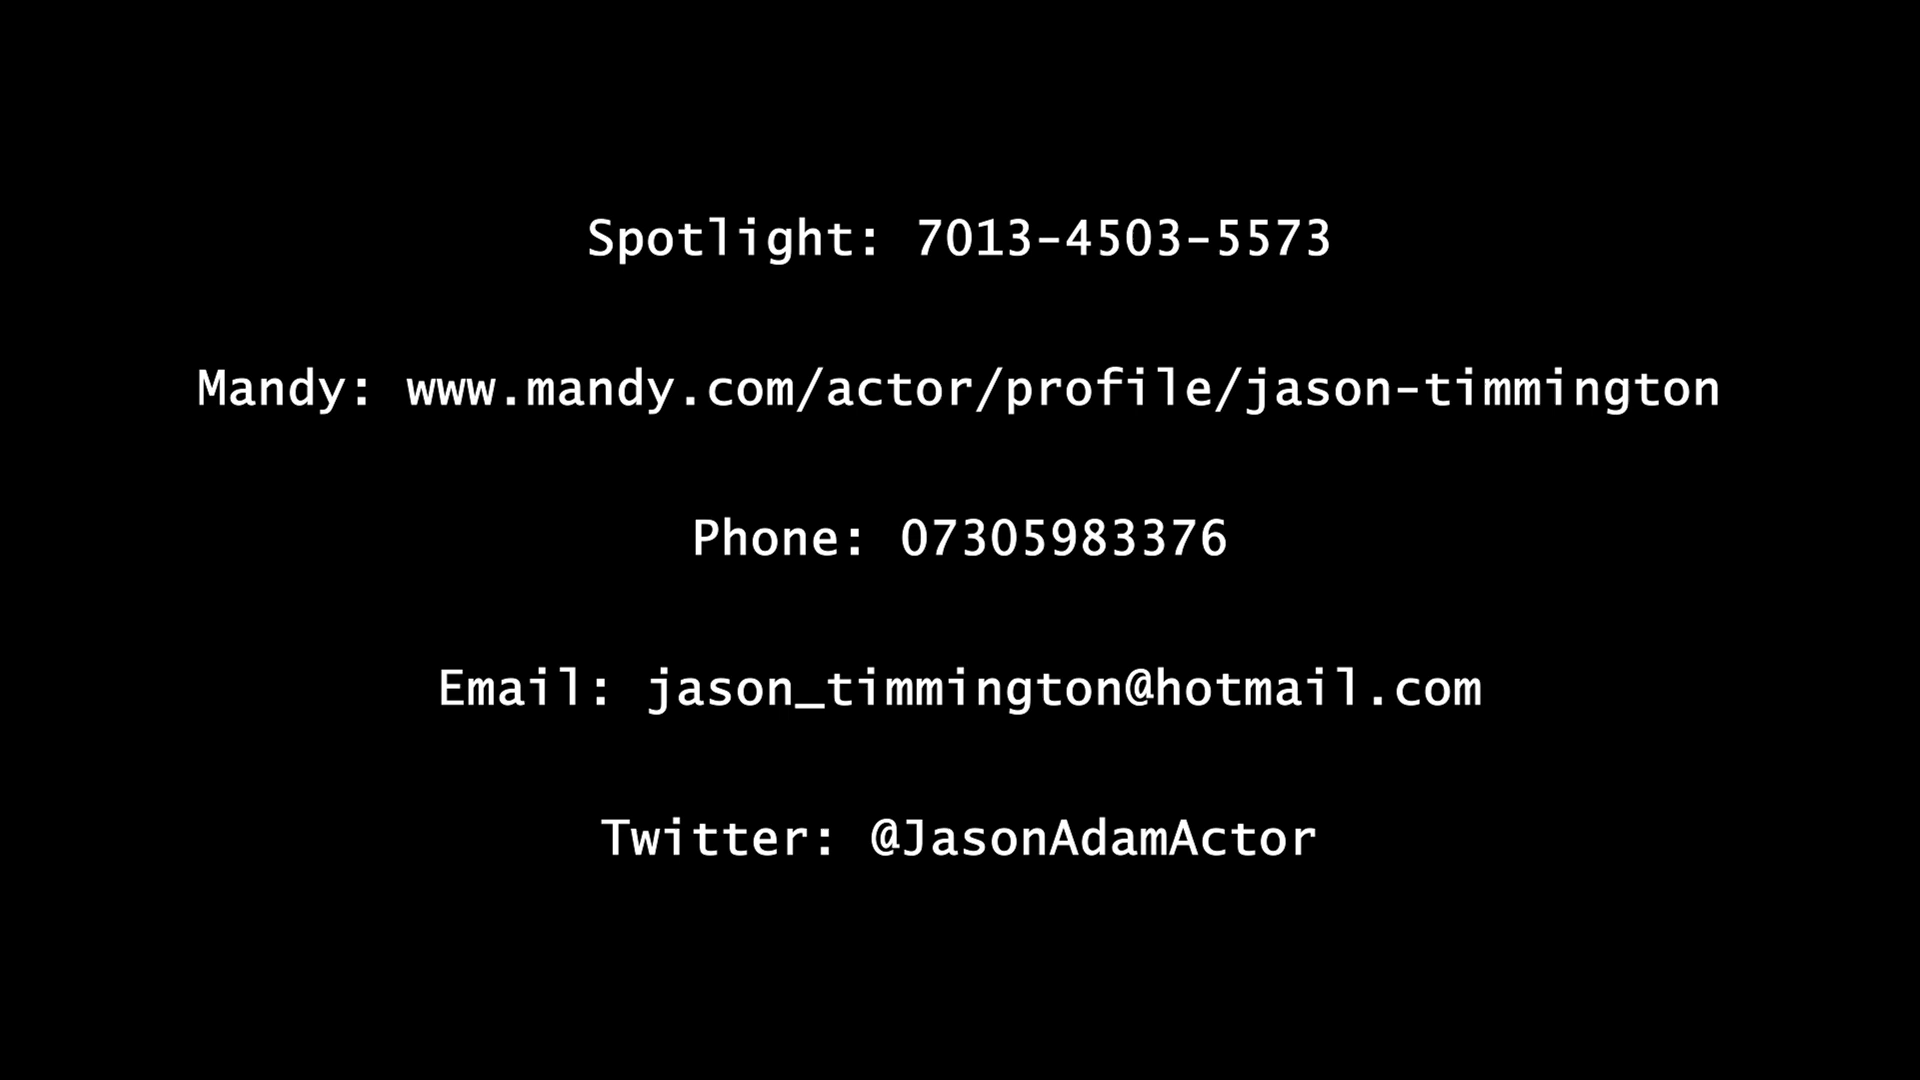 Spotlight: 7013-4503-5573
Mandy: www.mandy.com/actor/profile/jason-timmington
Phone: 07305983376
Email: jason_timmington@hotmail.com
Twitter: @JasonAdamActor